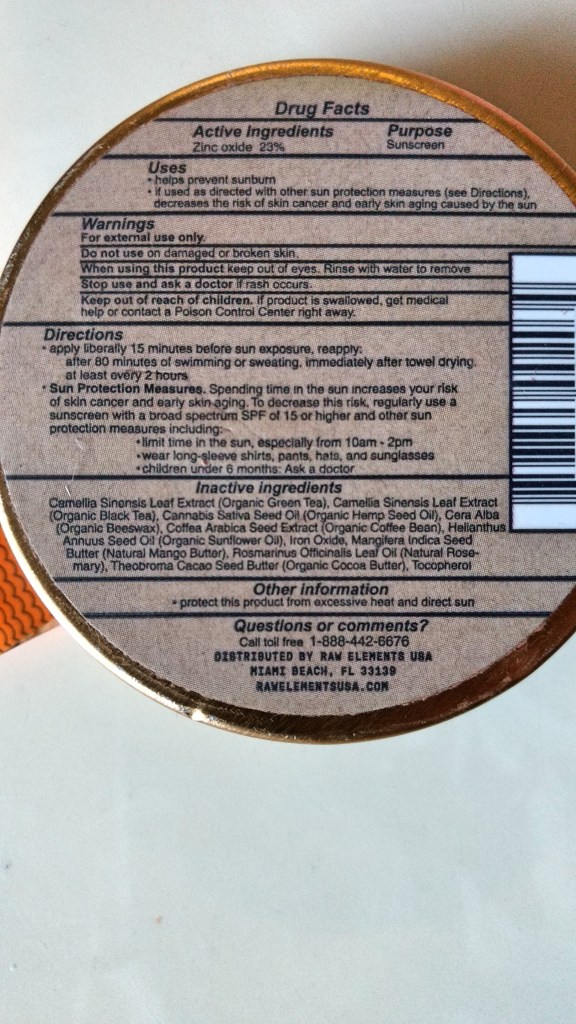 Drug Facts
Active Ingredients Purpose
Zinc oxide 23% Sunscreen
Uses
• helps prevent sunburn
• if used as directed with other sun protection measures (see Directions),
decreases the risk of skin cancer and early skin aging caused by the sun
Warnings
For external use only.
Do not use on damaged or broken skin.
When using this product keep out of eyes. Rinse with water to remove
Stop use and ask a doctor if rash occurs.
Keep out of reach of children. If product is swallowed, get medical
help or contact a Poison Control Center right away.
Directions
• apply liberally 15 minutes before sun exposure, reapply:
after 80 minutes of swimming or sweating, immediately after towel drying.
at least every 2 hours
• Sun Protection Measures. Spending time in the sun increases your risk
of skin cancer and early skin aging. To decrease this risk, regularly use a
sunscreen with a broad spectrum SPF of 15 or higher and other sun
protection measures including:
• limit time in the sun, especially from 10am - 2pm
• wear long-sleeve shirts, pants, hats, and sunglasses
• children under 6 months: Ask a doctor
Inactive ingredients
Camellia Sinensis Leaf Extract (Organic Green Tea), Camellia Sinensis Leaf Extract
(Organic Black Tea), Cannabis Sativa Seed Oil (Organic Hemp Seed Oil), Cera Alba
(Organic Beeswax), Coffea Arabica Seed Extract (Organic Coffee Bean), Helianthus
Annuus Seed Oil (Organic Sunflower Oil), Iron Oxide, Mangifera Indica Seed
Butter (Natural Mango Butter), Rosmarinus Officinalis Leaf Oil (Natural Rose-
mary), Theobroma Cacao Seed Butter (Organic Cocoa Butter), Tocopherol
Other information
• protect this product from excessive heat and direct sun
Questions or comments?
Call toll free 1-888-442-6676
DISTRIBUTED BY RAW ELEMENTS USA
MIAMI BEACH, FL 33139
RAWELEMENTSUSA.COM